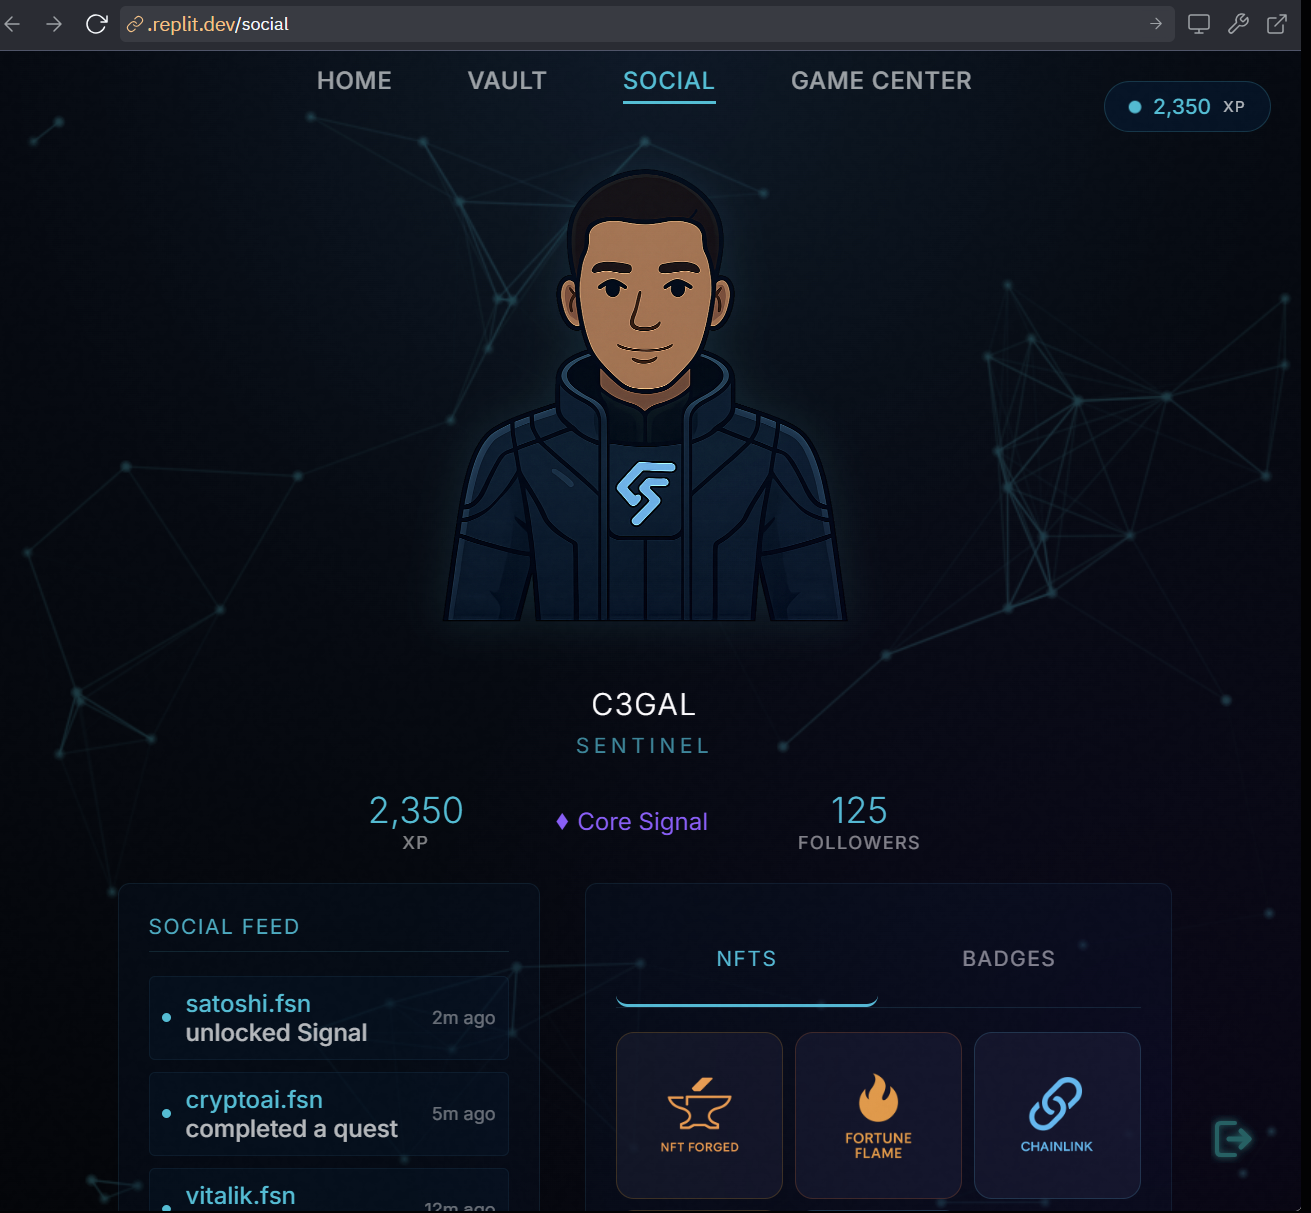 .replit.dev/social
HOME VAULT SOCIAL GAME CENTER
2,350 XP
C3GAL
SENTINEL
2,350
XP
Core Signal
125
FOLLOWERS
SOCIAL FEED
satoshi.fsn
unlocked Signal
2m ago
cryptoai.fsn
completed a quest
5m ago
vitalik.fsn
12m ago
NFTS BADGES
NFT FORGED
FORTUNE
FLAME
CHAINLINK